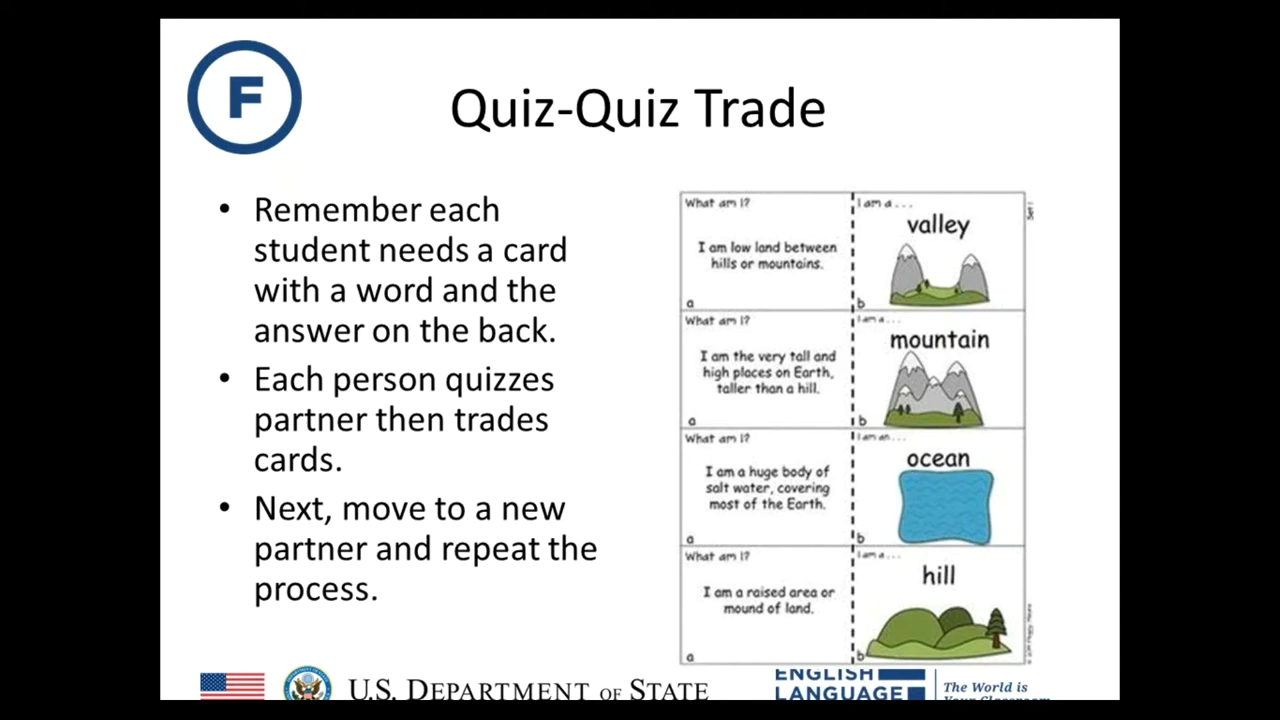 F
Quiz-Quiz Trade
• Remember each
student needs a card
with a word and the
answer on the back.
• Each person quizzes
partner then trades
cards.
• Next, move to a new
partner and repeat the
process.
What am I?
I am low land between
hills or mountains.
a
I am a . . .
valley
b
Set 1
What am I?
I am the very tall and
high places on Earth,
taller than a hill.
a
I am a . . .
mountain
b
What am I?
I am a huge body of
salt water, covering
most of the Earth.
a
I am an . . .
ocean
b
What am I?
I am a raised area or
mound of land.
a
I am a . . .
hill
b
U.S. DEPARTMENT OF STATE
ENGLISH
LANGUAGE
The World is
Your Classroom